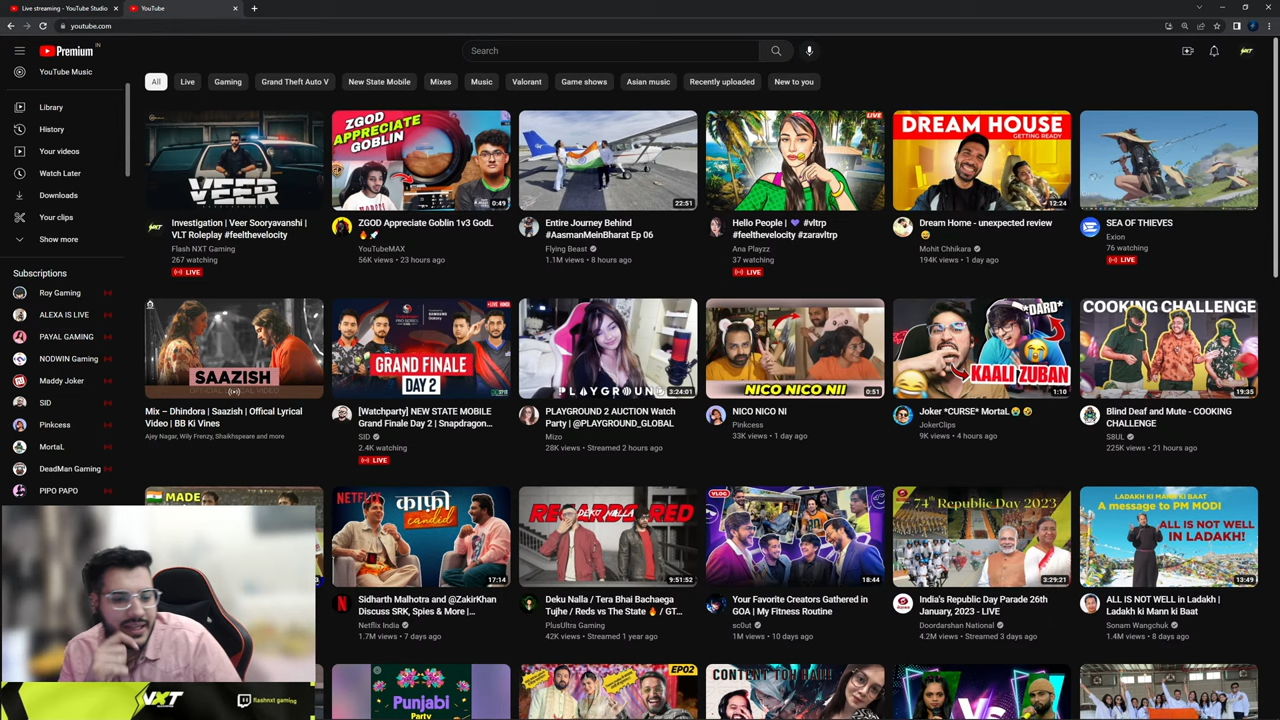 Live streaming - YouTube Studio
YouTube
youtube.com
Premium IN
Search
YouTube Music
Library
History
Your videos
Watch Later
Downloads
Your clips
Show more
Subscriptions
Roy Gaming
ALEXA IS LIVE
PAYAL GAMING
NODWIN Gaming
Maddy Joker
SID
Pinkcess
MortaL
DeadMan Gaming
PIPO PAPO
All
Live
Gaming
Grand Theft Auto V
New State Mobile
Mixes
Music
Valorant
Game shows
Asian music
Recently uploaded
New to you
VEER
Investigation | Veer Sooryavanshi |
VLT Roleplay #feelthevelocity
Flash NXT Gaming
267 watching
LIVE
ZGOD
APPRECIATE
GOBLIN
0:49
ZGOD Appreciate Goblin 1v3 GodL
🔥🚀
YouTubeMAX
56K views • 23 hours ago
22:51
Entire Journey Behind
#AasmanMeinBharat Ep 06
Flying Beast
1.1M views • 8 hours ago
LIVE
Hello People | 💜 #vltrp
#feelthevelocity #zaravltrp
Ana Playzz
37 watching
LIVE
DREAM HOUSE
GETTING READY
12:24
Dream Home - unexpected review
😅
Mohit Chhikara
194K views • 1 day ago
SEA OF THIEVES
Exion
76 watching
LIVE
SAAZISH
Mix – Dhindora | Saazish | Offical Lyrical
Video | BB Ki Vines
Ajey Nagar, Wily Frenzy, Shaikhspeare and more
LIVE HINDI
GRAND FINALE
DAY 2
[Watchparty] NEW STATE MOBILE
Grand Finale Day 2 | Snapdragon...
SID
2.4K watching
LIVE
PLAYGROUND
3:24:01
PLAYGROUND 2 AUCTION Watch
Party | @PLAYGROUND_GLOBAL
Mizo
28K views • Streamed 2 hours ago
NICO NICO NII
0:51
NICO NICO NI
Pinkcess
33K views • 1 day ago
*DARD*
KAALI ZUBAN
1:10
Joker *CURSE* MortaL 😭 🤣
JokerClips
9K views • 4 hours ago
COOKING CHALLENGE
19:35
Blind Deaf and Mute - COOKING
CHALLENGE
S8UL
225K views • 21 hours ago
MADE
NETFLIX
काफ़ी
candid
17:14
Sidharth Malhotra and @ZakirKhan
Discuss SRK, Spies & More |...
Netflix India
1.7M views • 7 days ago
DEKU NALLA
9:51:52
Deku Nalla / Tera Bhai Bachaega
Tujhe / Reds vs The State 🔥 / GT...
PlusUltra Gaming
42K views • Streamed 1 year ago
VLOG
18:44
Your Favorite Creators Gathered in
GOA | My Fitness Routine
sc0ut
1M views • 10 days ago
74th Republic Day 2023
3:29:21
India's Republic Day Parade 26th
January, 2023 - LIVE
Doordarshan National
4.2M views • Streamed 3 days ago
LADAKH KI MANN KI BAAT
A message to PM MODI
ALL IS NOT WELL
IN LADAKH!
13:49
ALL IS NOT WELL in Ladakh |
Ladakh ki Mann ki Baat
Sonam Wangchuk
1.4M views • 8 days ago
NXT
flashnxt gaming
Punjabi
Party
EP02
CONTENT TOH HAI!!
VS